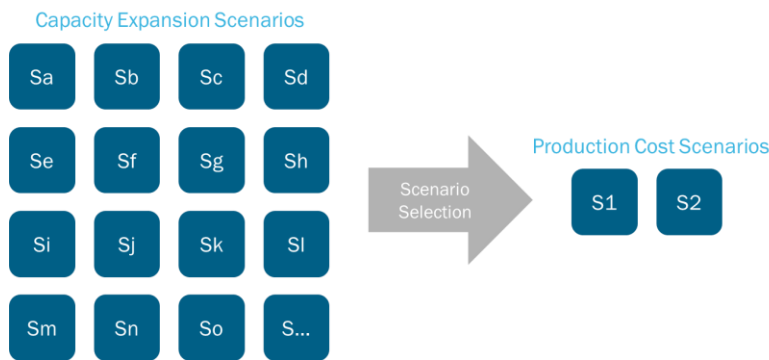 Capacity Expansion Scenarios
Sa Sb Sc Sd
Se Sf Sg Sh
Si Sj Sk Sl
Sm Sn So S...
Scenario
Selection
Production Cost Scenarios
S1 S2